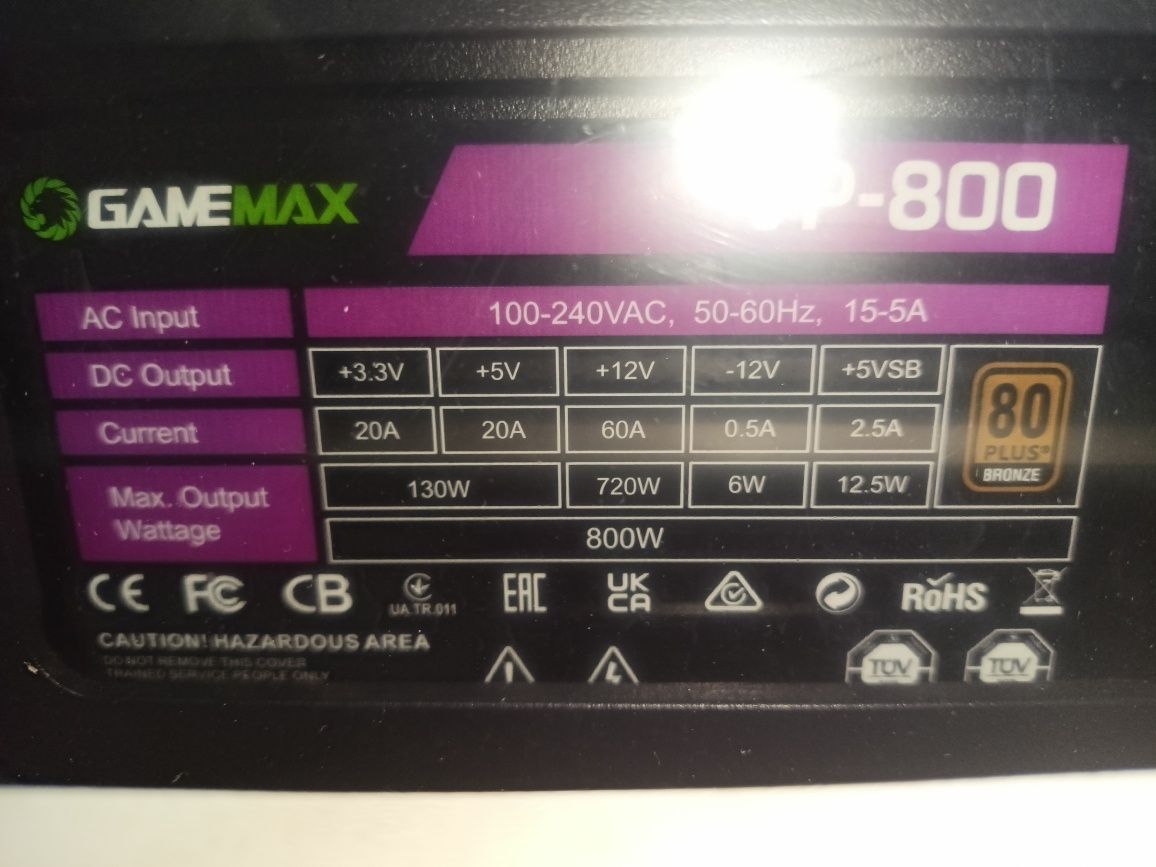 GAMEMAX
P-800
AC Input 100-240VAC, 50-60Hz, 15-5A
DC Output +3.3V +5V +12V -12V +5VSB
Current 20A 20A 60A 0.5A 2.5A
Max. Output Wattage 130W 720W 6W 12.5W
800W
80
PLUS®
BRONZE
CE FC CB UA.TR.011 EAC UK CA RoHS
CAUTION! HAZARDOUS AREA
DO NOT REMOVE THIS COVER
TRAINED SERVICE PEOPLE ONLY
TÜV TÜV